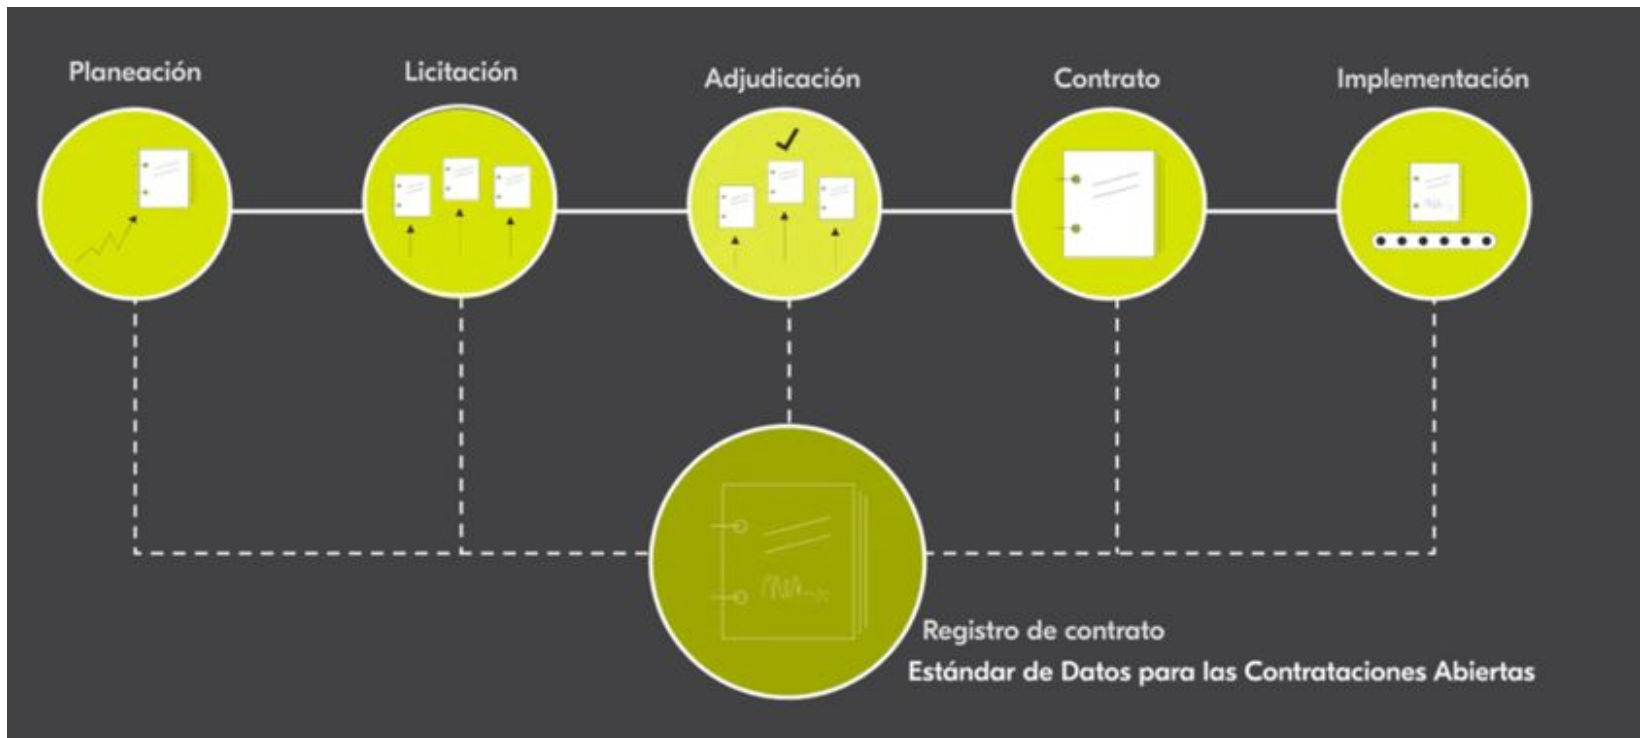 Planeación
Licitación
Adjudicación
Contrato
Implementación
Registro de contrato
Estándar de Datos para las Contrataciones Abiertas